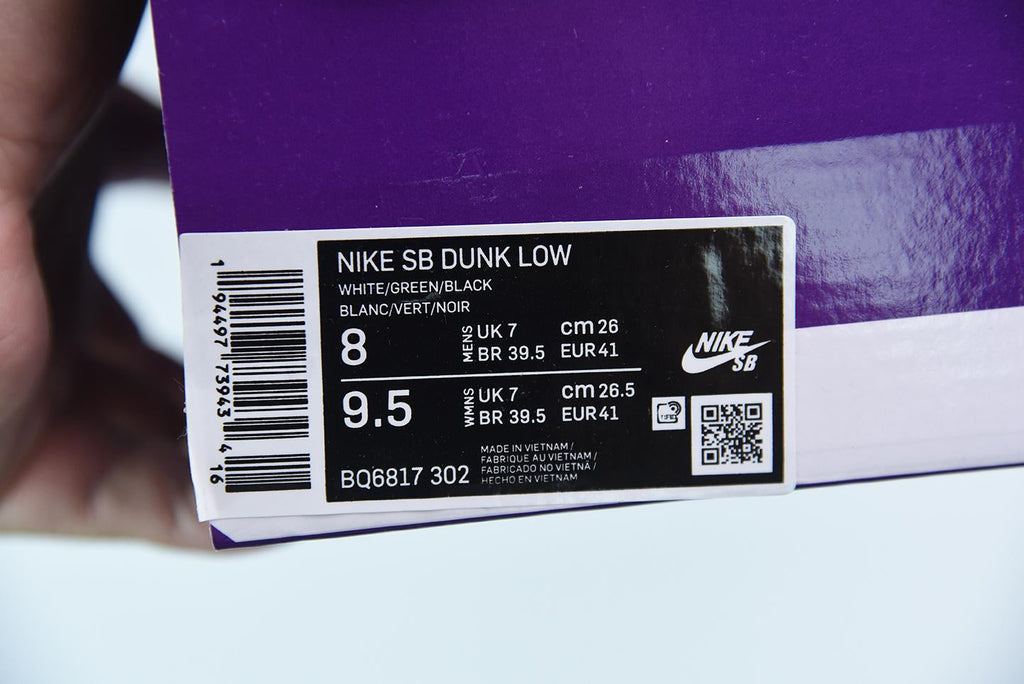 NIKE SB DUNK LOW
WHITE/GREEN/BLACK
BLANC/VERT/NOIR
8
MENS
UK 7
cm 26
BR 39.5
EUR 41
9.5
WMNS
UK 7
cm 26.5
BR 39.5
EUR 41
BQ6817 302
MADE IN VIETNAM /
FABRIQUE AU VIETNAM /
FABRICADO NO VIETNÁ /
HECHO EN VIETNAM
NIKE
SB
1 94497 73943 4 16